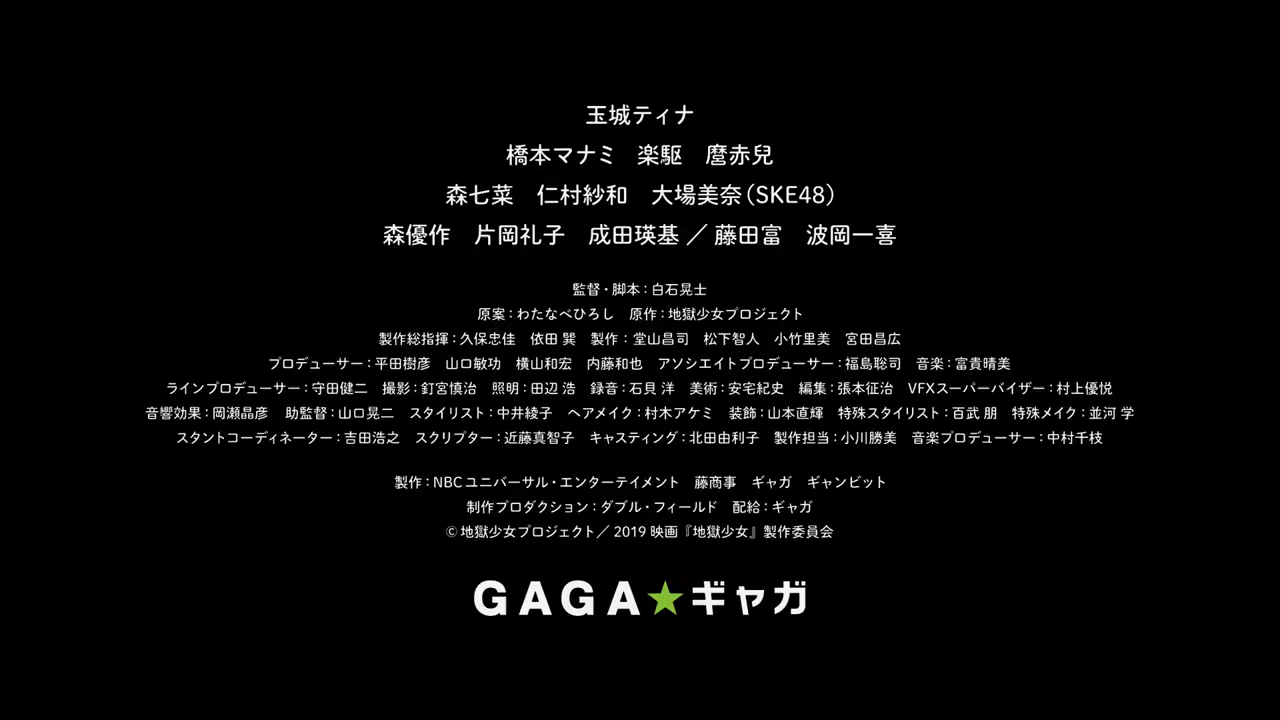 玉城ティナ
橋本マナミ　楽駆　麿赤兒
森七菜　仁村紗和　大場美奈（SKE48）
森優作　片岡礼子　成田瑛基 ／ 藤田富　波岡一喜
監督・脚本：白石晃士
原案：わたなべひろし　原作：地獄少女プロジェクト
製作総指揮：久保忠佳　依田 巽　製作：堂山昌司　松下智人　小竹里美　宮田昌広
プロデューサー：平田樹彦　山口敏功　横山和宏　内藤和也　アソシエイトプロデューサー：福島聡司　音楽：富貴晴美
ラインプロデューサー：守田健二　撮影：釘宮慎治　照明：田辺 浩　録音：石貝 洋　美術：安宅紀史　編集：張本征治　VFXスーパーバイザー：村上優悦
音響効果：岡瀬晶彦　助監督：山口晃二　スタイリスト：中井綾子　ヘアメイク：村木アケミ　装飾：山本直輝　特殊スタイリスト：百武 朋　特殊メイク：並河 学
スタントコーディネーター：吉田浩之　スクリプター：近藤真智子　キャスティング：北田由利子　製作担当：小川勝美　音楽プロデューサー：中村千枝
製作：NBCユニバーサル・エンターテイメント　藤商事　ギャガ　ギャンビット
制作プロダクション：ダブル・フィールド　配給：ギャガ
© 地獄少女プロジェクト／ 2019 映画『地獄少女』製作委員会
GAGA★ギャガ